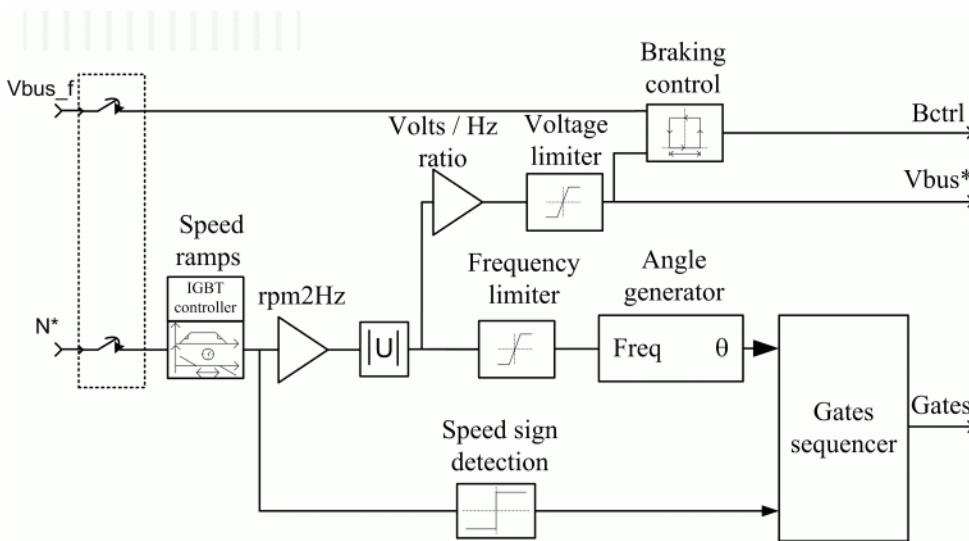 Braking
control
Vbus_f
Bctrl
Volts / Hz
ratio
Voltage
limiter
Vbus*
Speed
ramps
IGBT
controller
rpm2Hz
Frequency
limiter
Angle
generator
N*
|U|
Freq θ
Gates
sequencer
Gates
Speed sign
detection